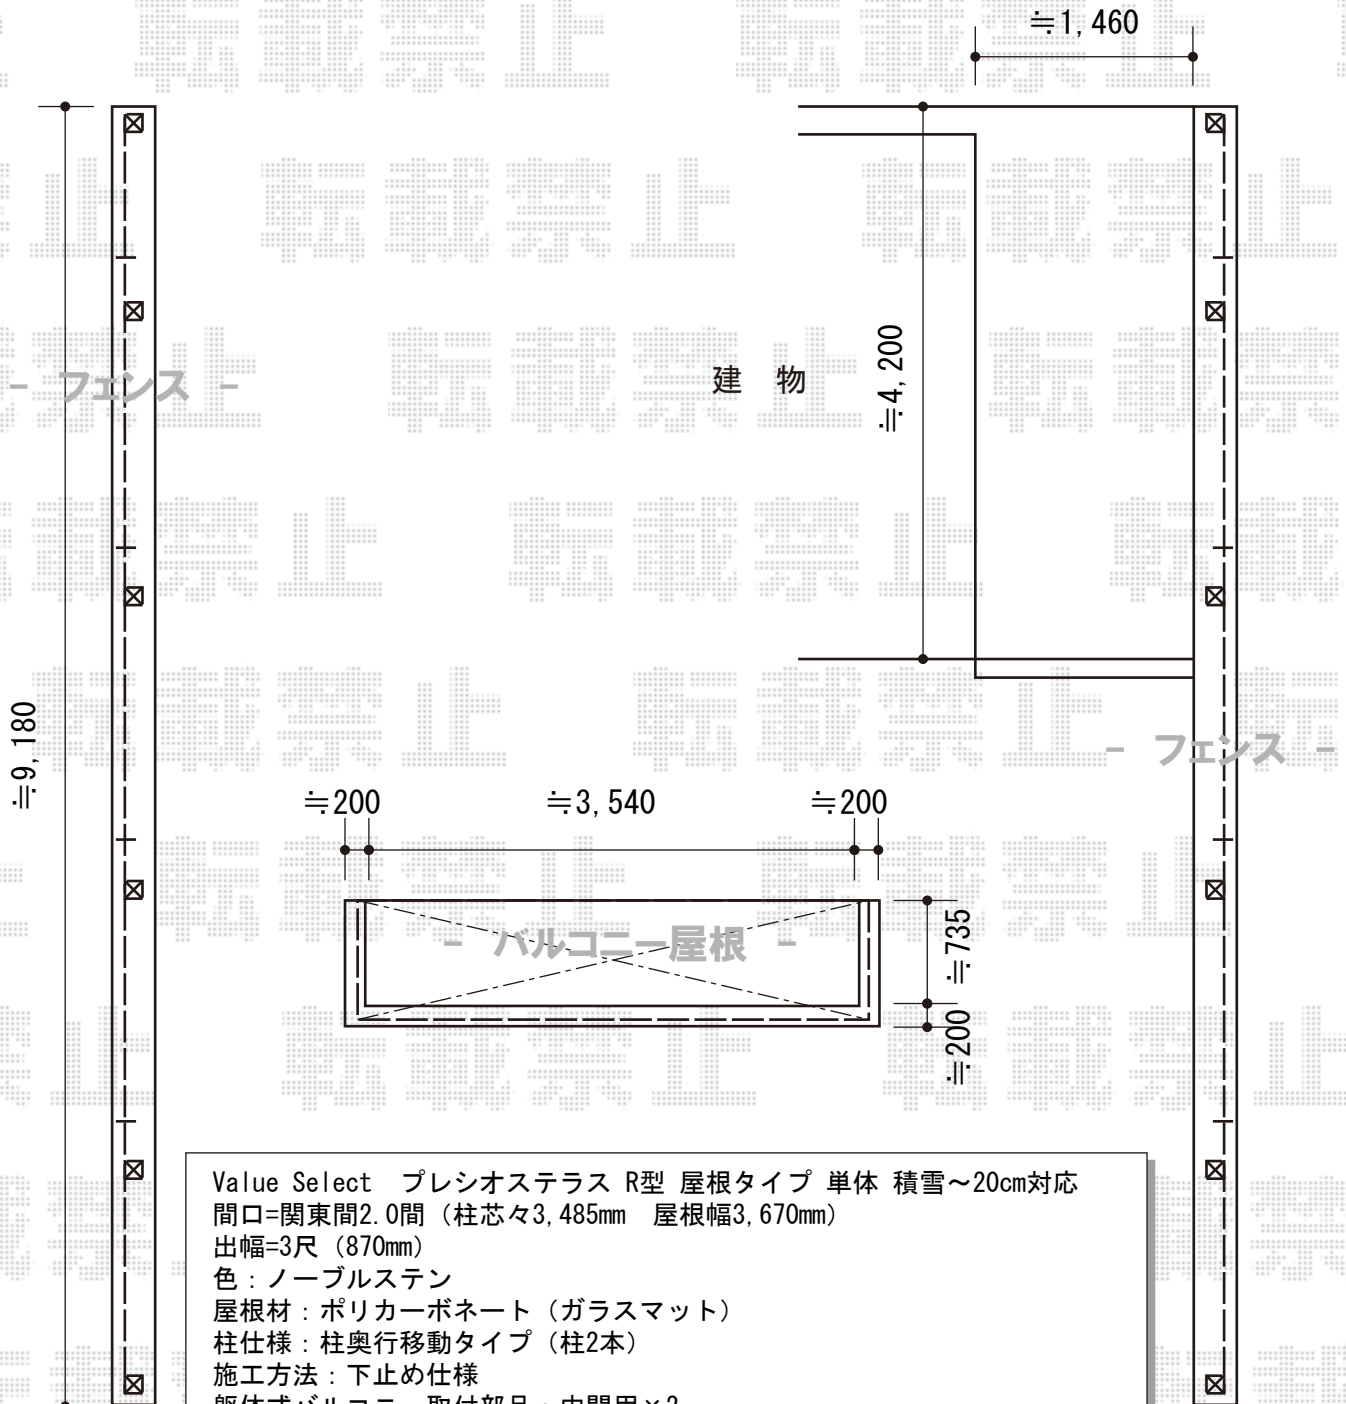 ≒1,460
≒4,200
建　物
- フェンス -
≒9,180
- フェンス -
≒200
≒3,540
≒200
- バルコニー屋根 -
≒735
≒200
Value Select　プレシオステラス R型 屋根タイプ 単体 積雪～20cm対応
間口=関東間2.0間（柱芯々3,485mm　屋根幅3,670mm）
出幅=3尺（870mm）
色：ノーブルステン
屋根材：ポリカーボネート（ガラスマット）
柱仕様：柱奥行移動タイプ（柱2本）
施工方法：下止め仕様
転載禁止